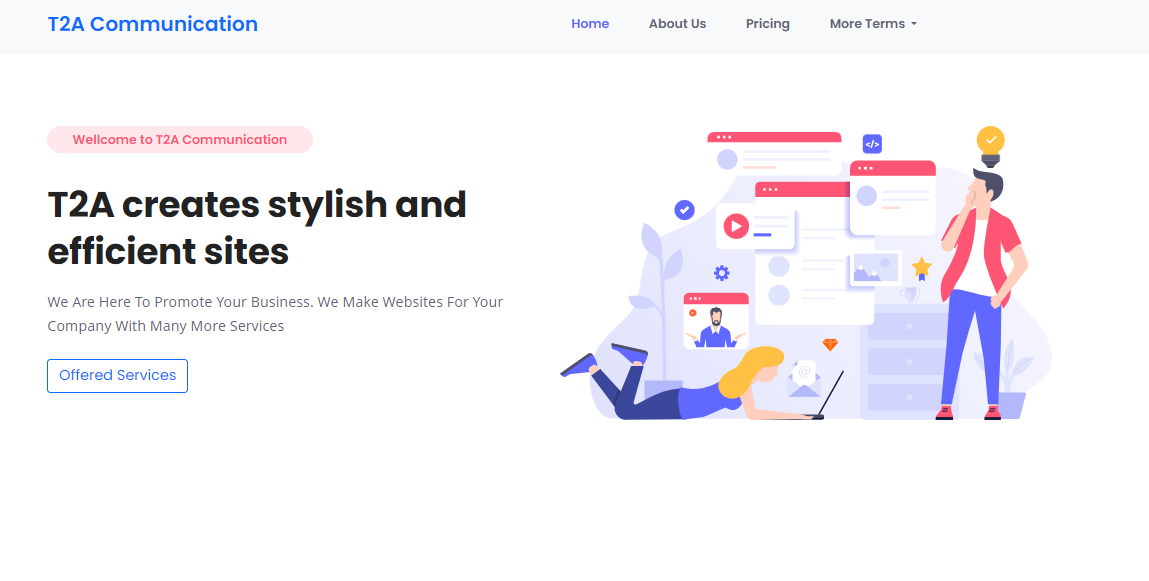 T2A Communication
Home About Us Pricing More Terms
Wellcome to T2A Communication
T2A creates stylish and
efficient sites
We Are Here To Promote Your Business. We Make Websites For Your
Company With Many More Services
Offered Services